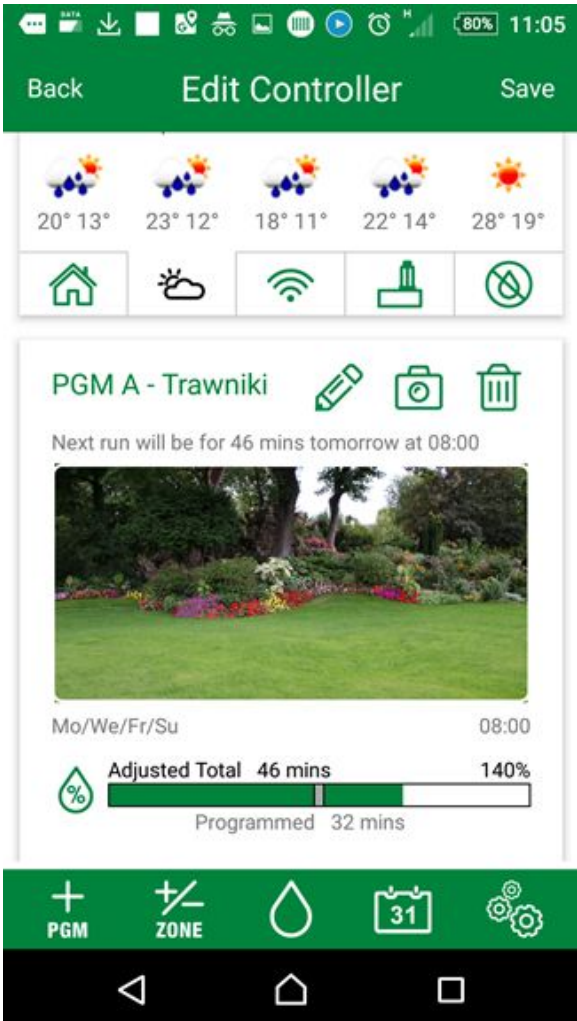 DATA
H
80% 11:05
Back Edit Controller Save
20° 13° 23° 12° 18° 11° 22° 14° 28° 19°
PGM A - Trawniki
Next run will be for 46 mins tomorrow at 08:00
Mo/We/Fr/Su 08:00
Adjusted Total 46 mins 140%
%
Programmed 32 mins
+ PGM +/- ZONE 31